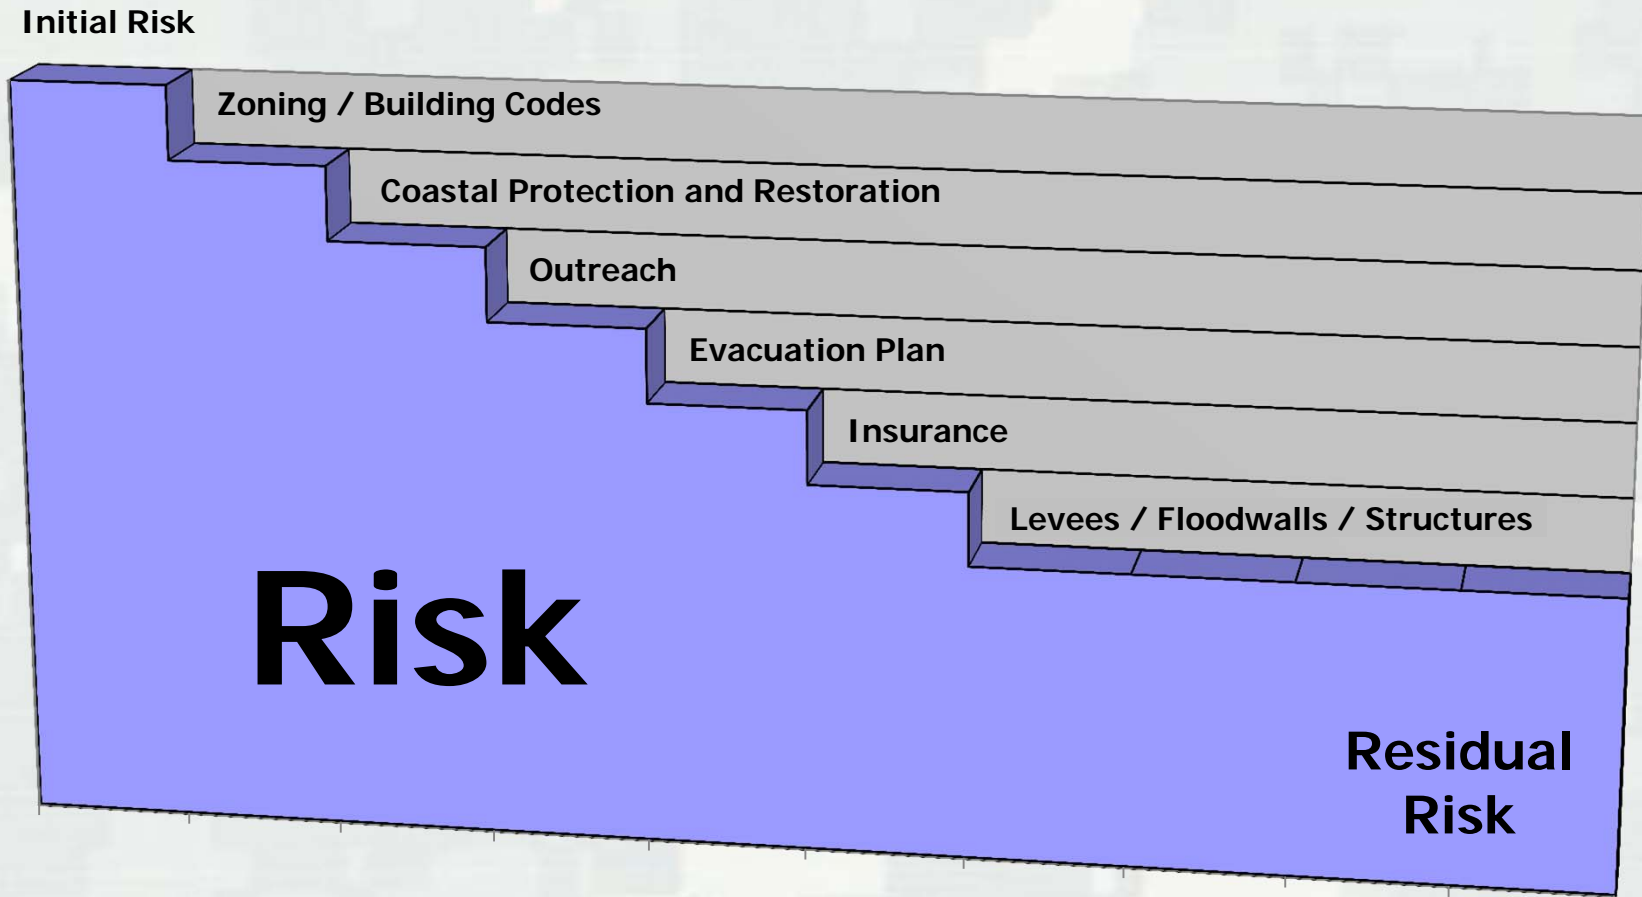 Initial Risk
Zoning / Building Codes
Coastal Protection and Restoration
Outreach
Evacuation Plan
Insurance
Levees / Floodwalls / Structures
Risk
Residual
Risk